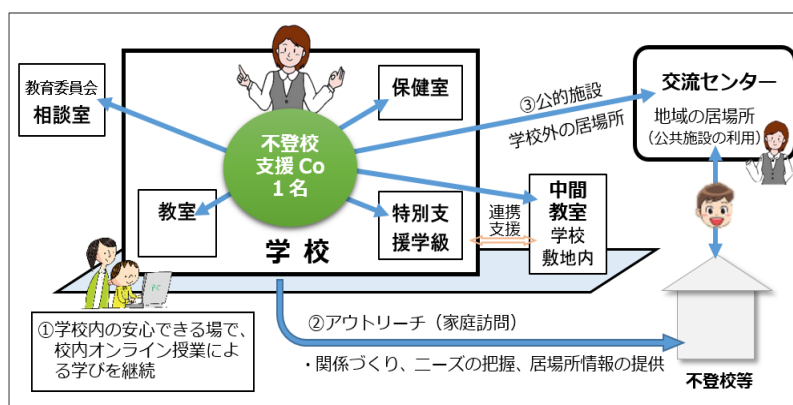 教育委員会
相談室
不登校
支援 Co
1 名
保健室
教室
特別支
援学級
学 校
③公的施設
学校外の居場所
交流センター
地域の居場所
（公共施設の利用）
連携
支援
中間
教室
学校
敷地内
PC
①学校内の安心できる場で、
校内オンライン授業によ
る学びを継続
②アウトリーチ（家庭訪問）
・関係づくり、ニーズの把握、居場所情報の提供
不登校等